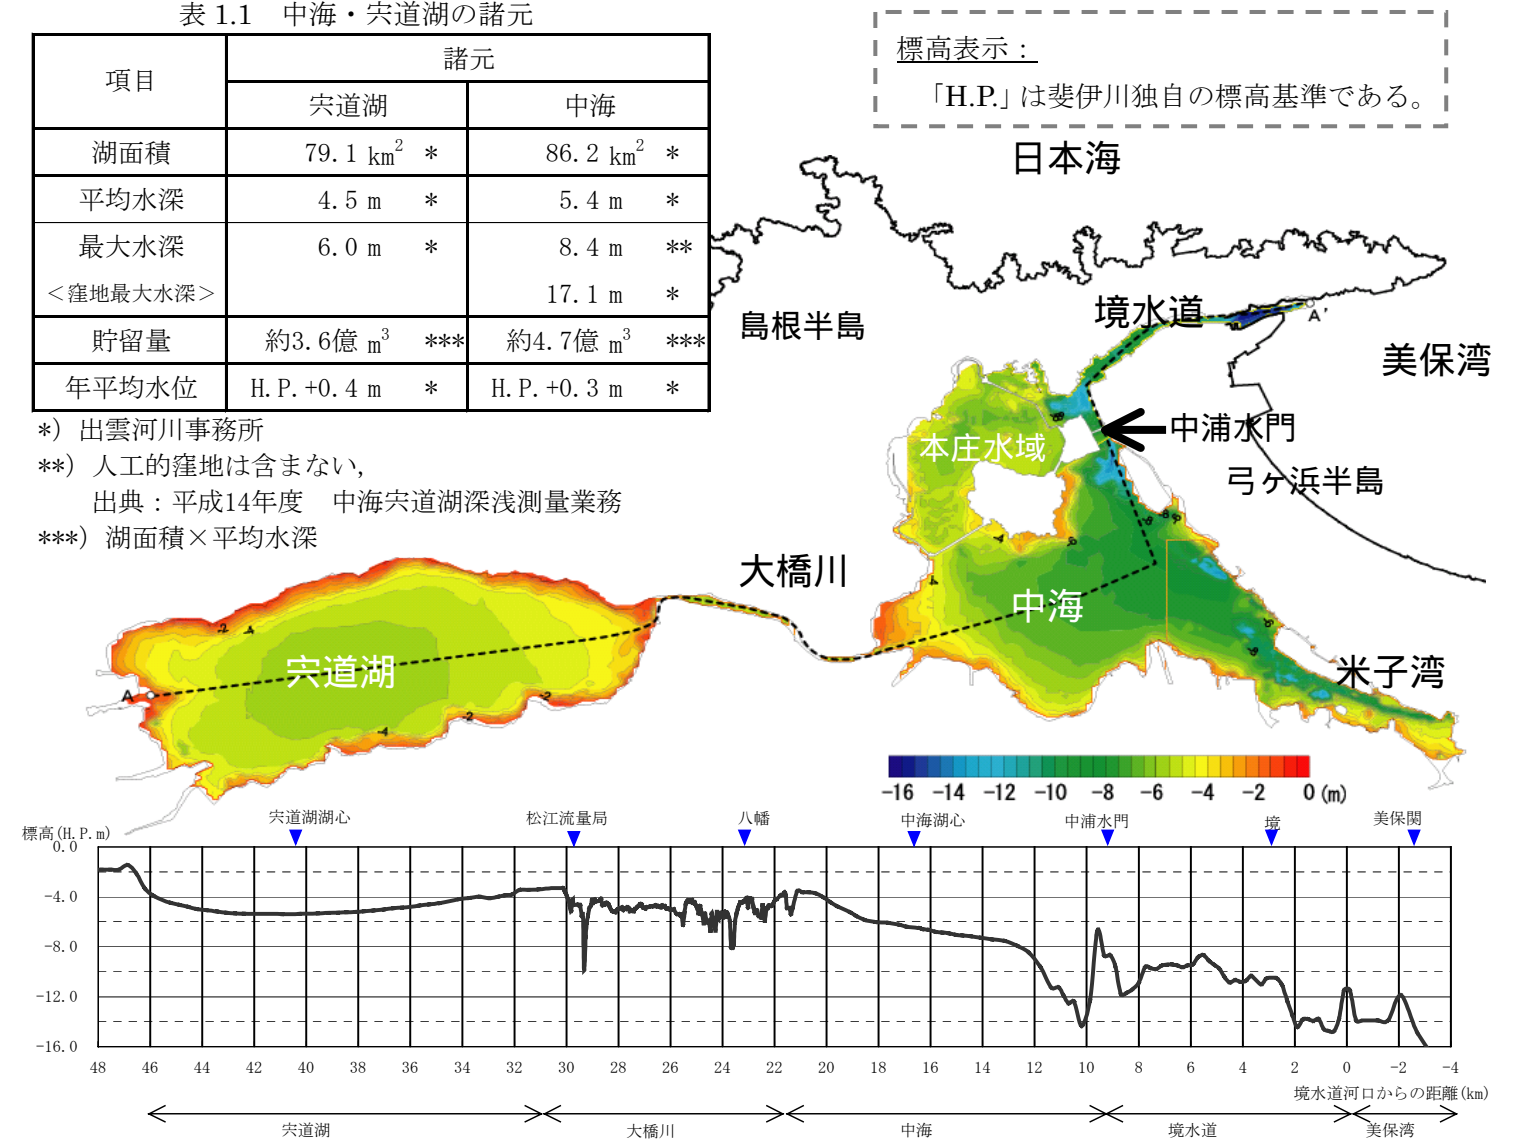 表 1.1　中海・宍道湖の諸元
項目　諸元
宍道湖　中海
湖面積　79.1 km2 *　86.2 km2 *
平均水深　4.5 m *　5.4 m *
最大水深　6.0 m *　8.4 m **
＜窪地最大水深＞　17.1 m *
貯留量　約3.6億 m3 ***　約4.7億 m3 ***
年平均水位　H.P.+0.4 m *　H.P.+0.3 m *
*）出雲河川事務所
**）人工的窪地は含まない,
出典：平成14年度　中海宍道湖深浅測量業務
***）湖面積×平均水深
標高表示：
「H.P.」は斐伊川独自の標高基準である。
日本海
島根半島
境水道
A'
美保湾
中浦水門
本庄水域
弓ヶ浜半島
大橋川
中海
宍道湖
A
米子湾
-2
-4
-2
-2
-4
-4
-4
-6
-8
-8
-6
-16 -14 -12 -10 -8 -6 -4 -2 0 (m)
標高(H.P.m)
宍道湖湖心　松江流量局　八幡　中海湖心　中浦水門　境　美保関
0.0
-4.0
-8.0
-12.0
-16.0
48 46 44 42 40 38 36 34 32 30 28 26 24 22 20 18 16 14 12 10 8 6 4 2 0 -2 -4
境水道河口からの距離(km)
宍道湖　大橋川　中海　境水道　美保湾